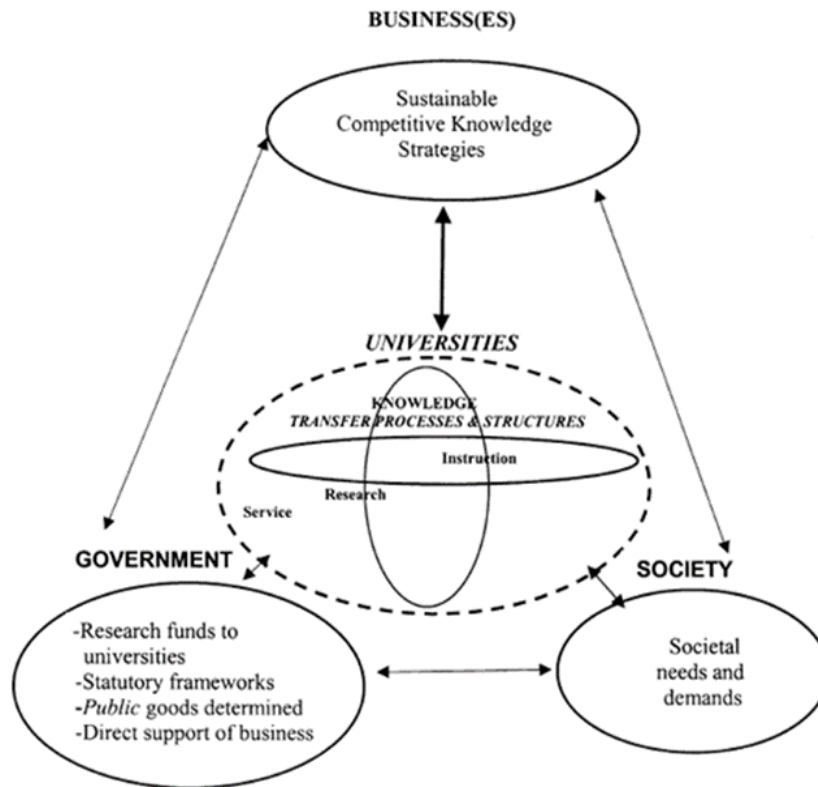 BUSINESS(ES)
Sustainable
Competitive Knowledge
Strategies
UNIVERSITIES
KNOWLEDGE
TRANSFER PROCESSES & STRUCTURES
Instruction
Research
Service
GOVERNMENT
SOCIETY
-Research funds to
universities
-Statutory frameworks
-Public goods determined
-Direct support of business
Societal
needs and
demands